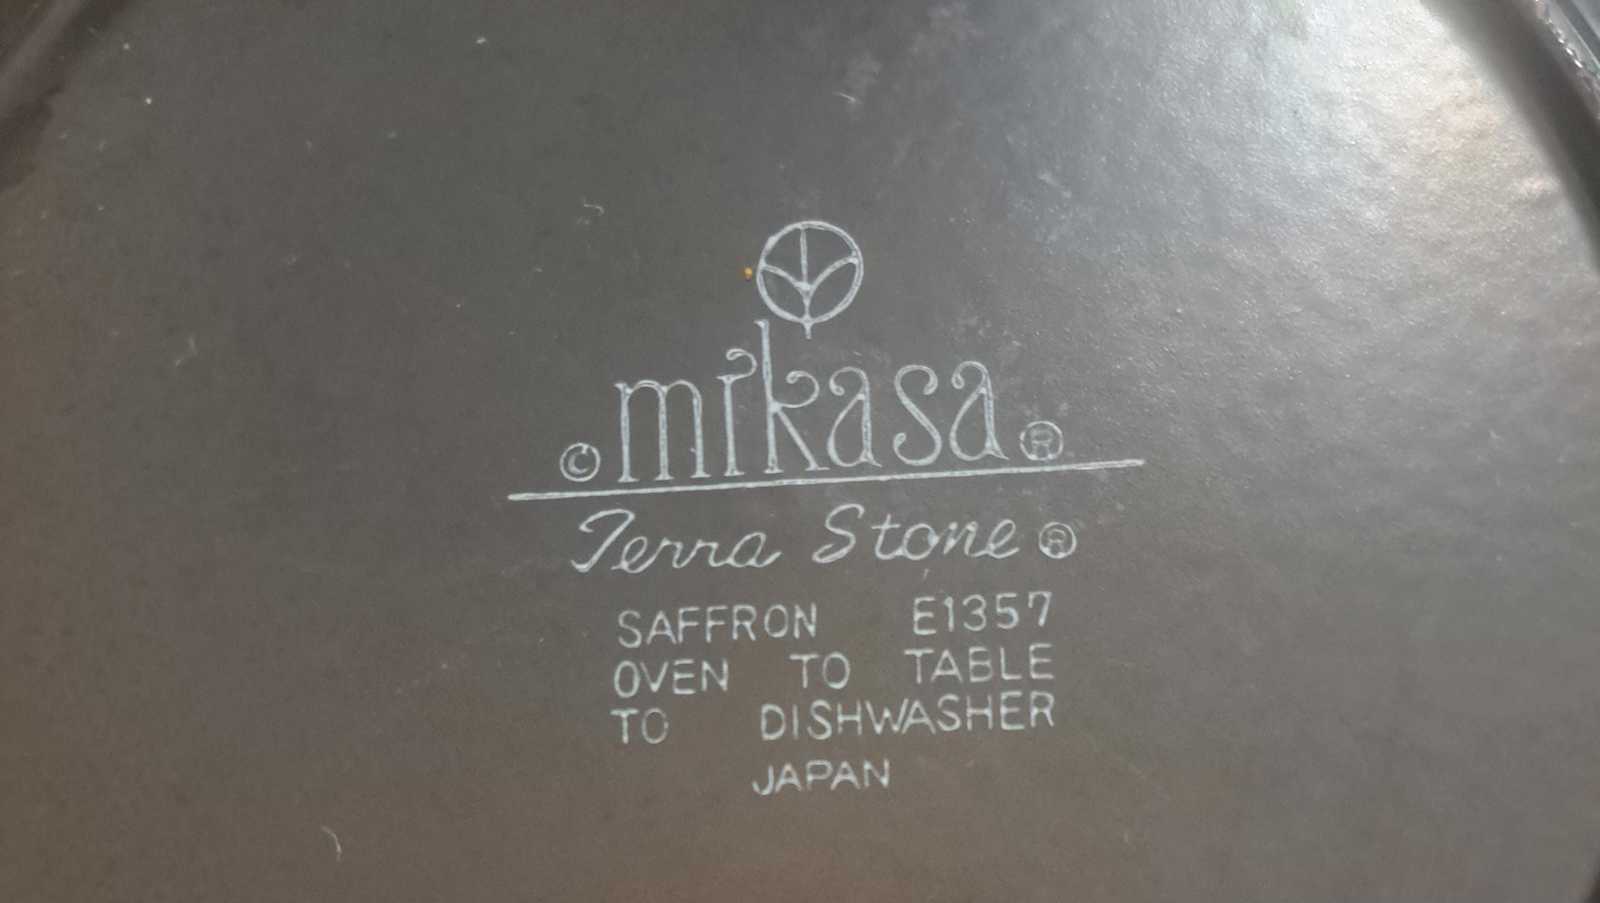 © mikasa ®
Terra Stone ®
SAFFRON E1357
OVEN TO TABLE
TO DISHWASHER
JAPAN